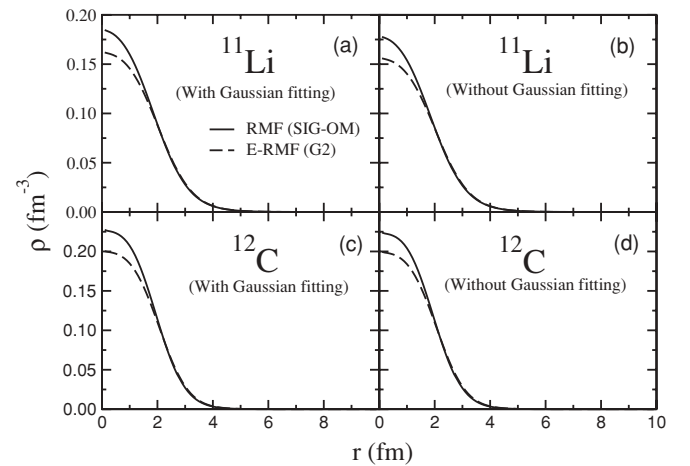 0.20
0.15
0.10
0.05
0.00
¹¹Li
(a)
(With Gaussian fitting)
RMF (SIG-OM)
E-RMF (G2)
¹¹Li
(b)
(Without Gaussian fitting)
ρ (fm⁻³)
0.20
0.15
0.10
0.05
0.00
¹²C
(c)
(With Gaussian fitting)
¹²C
(d)
(Without Gaussian fitting)
0 2 4 6 8 0 2 4 6 8 10
r (fm)